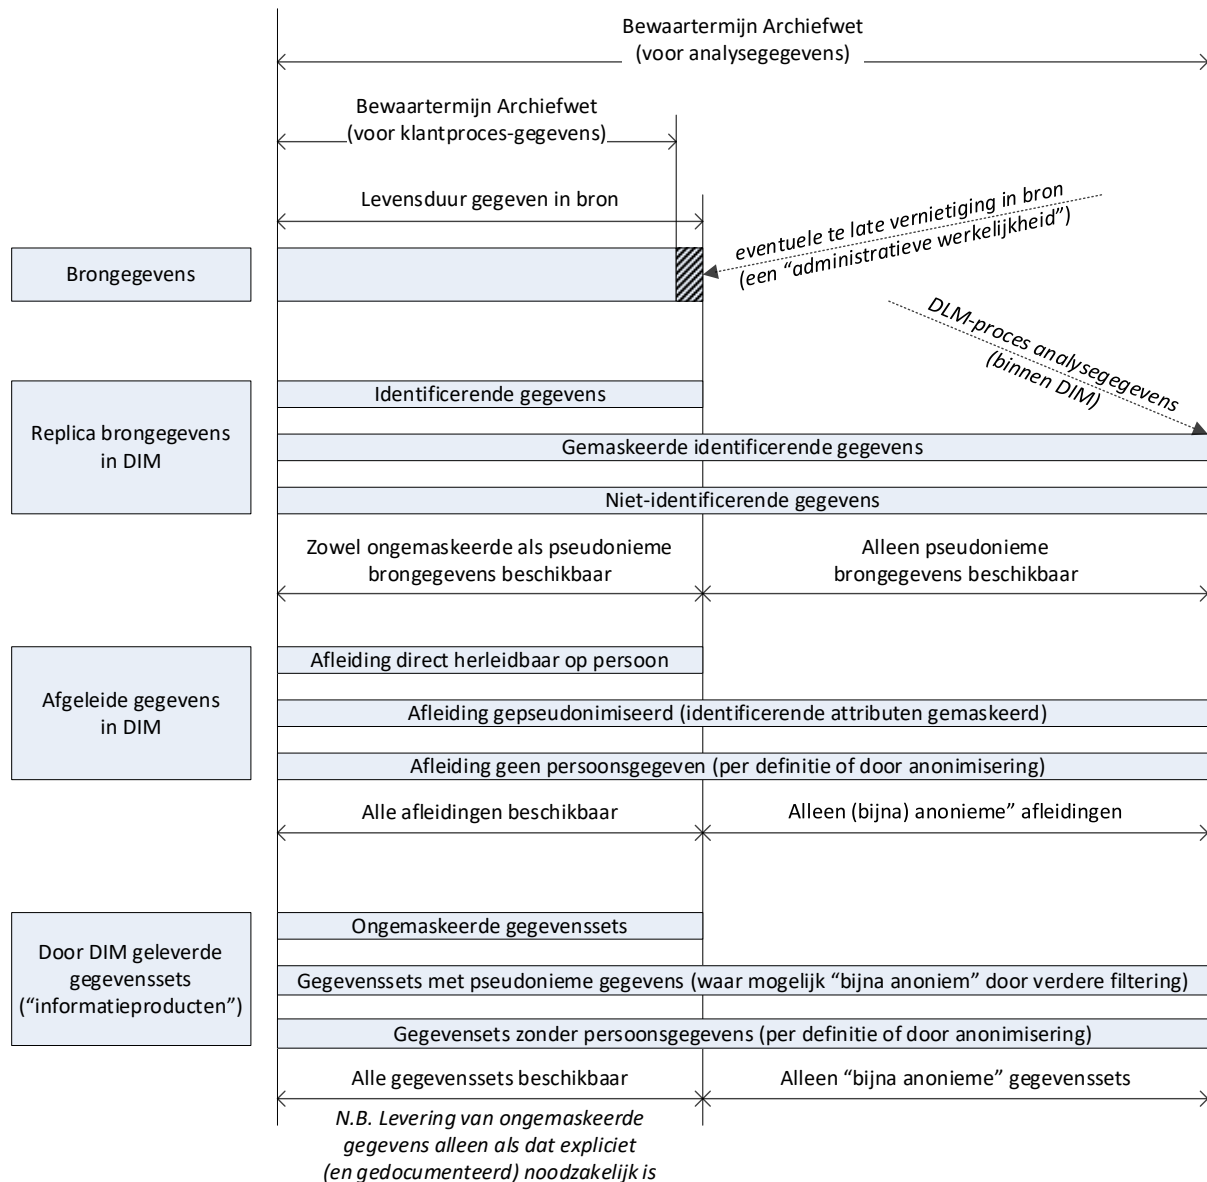 Bewaartermijn Archiefwet
(voor analysegegevens)
Bewaartermijn Archiefwet
(voor klantproces-gegevens)
Levensduur gegeven in bron
eventuele te late vernietiging in bron
(een “administratieve werkelijkheid”)
Brongegevens
DLM-proces analysegegevens
(binnen DIM)
Replica brongegevens
in DIM
Identificerende gegevens
Gemaskeerde identificerende gegevens
Niet-identificerende gegevens
Zowel ongemaskeerde als pseudonieme
brongegevens beschikbaar
Alleen pseudonieme
brongegevens beschikbaar
Afgeleide gegevens
in DIM
Afleiding direct herleidbaar op persoon
Afleiding gepseudonimiseerd (identificerende attributen gemaskeerd)
Afleiding geen persoonsgegeven (per definitie of door anonimisering)
Alle afleidingen beschikbaar
Alleen (bijna) anonieme” afleidingen
Door DIM geleverde
gegevenssets
(“informatieproducten”)
Ongemaskeerde gegevenssets
Gegevenssets met pseudonieme gegevens (waar mogelijk “bijna anoniem” door verdere filtering)
Gegevensets zonder persoonsgegevens (per definitie of door anonimisering)
Alle gegevenssets beschikbaar
Alleen “bijna anonieme” gegevenssets
N.B. Levering van ongemaskeerde
gegevens alleen als dat expliciet
(en gedocumenteerd) noodzakelijk is